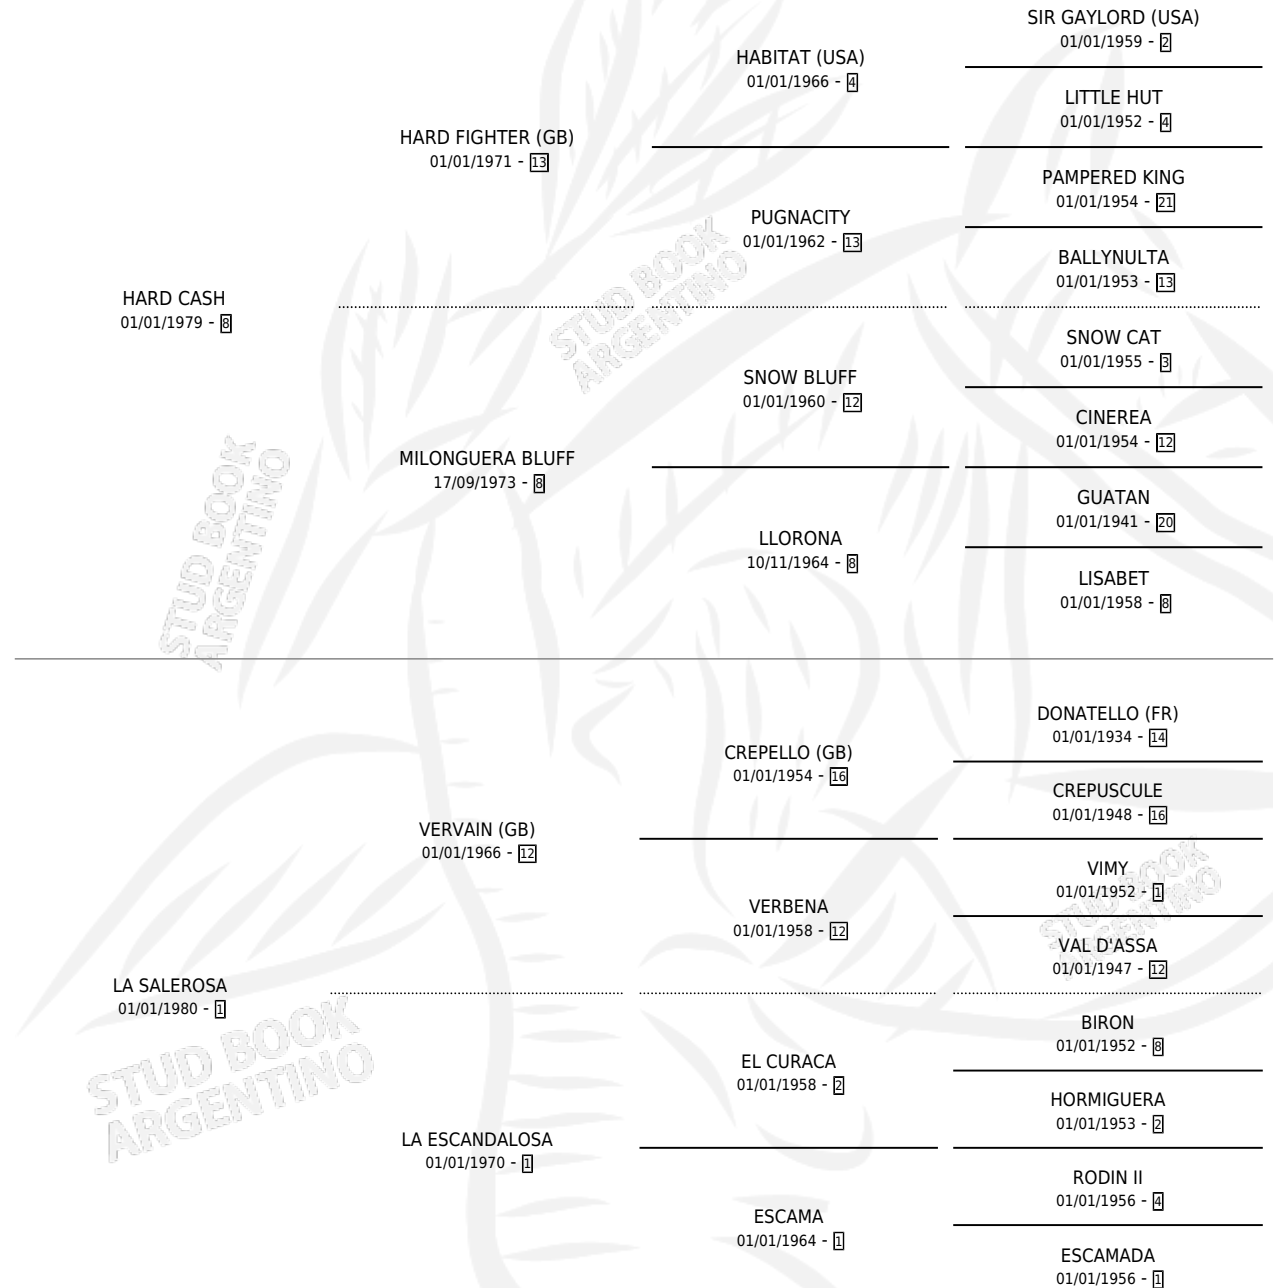 SIR GAYLORD (USA)
01/01/1959 - 2
HABITAT (USA)
01/01/1966 - 4
LITTLE HUT
01/01/1952 - 4
HARD FIGHTER (GB)
01/01/1971 - 13
PAMPERED KING
01/01/1954 - 21
PUGNACITY
01/01/1962 - 13
BALLYNULTA
01/01/1953 - 13
HARD CASH
01/01/1979 - 8
SNOW CAT
01/01/1955 - 3
SNOW BLUFF
01/01/1960 - 12
CINEREA
01/01/1954 - 12
MILONGUERA BLUFF
17/09/1973 - 8
GUATAN
01/01/1941 - 20
LLORONA
10/11/1964 - 8
LISABET
01/01/1958 - 8
STUD BOOK
ARGENTINO
STUD BOOK
ARGENTINO
DONATELLO (FR)
01/01/1934 - 14
CREPELLO (GB)
01/01/1954 - 16
CREPUSCULE
01/01/1948 - 16
VERVAIN (GB)
01/01/1966 - 12
VIMY
01/01/1952 - 1
VERBENA
01/01/1958 - 12
VAL D'ASSA
01/01/1947 - 12
STUD BOOK
ARGENTINO
LA SALEROSA
01/01/1980 - 1
BIRON
01/01/1952 - 8
EL CURACA
01/01/1958 - 2
HORMIGUERA
01/01/1953 - 2
STUD BOOK
ARGENTINO
LA ESCANDALOSA
01/01/1970 - 1
RODIN II
01/01/1956 - 4
ESCAMA
01/01/1964 - 1
ESCAMADA
01/01/1956 - 1